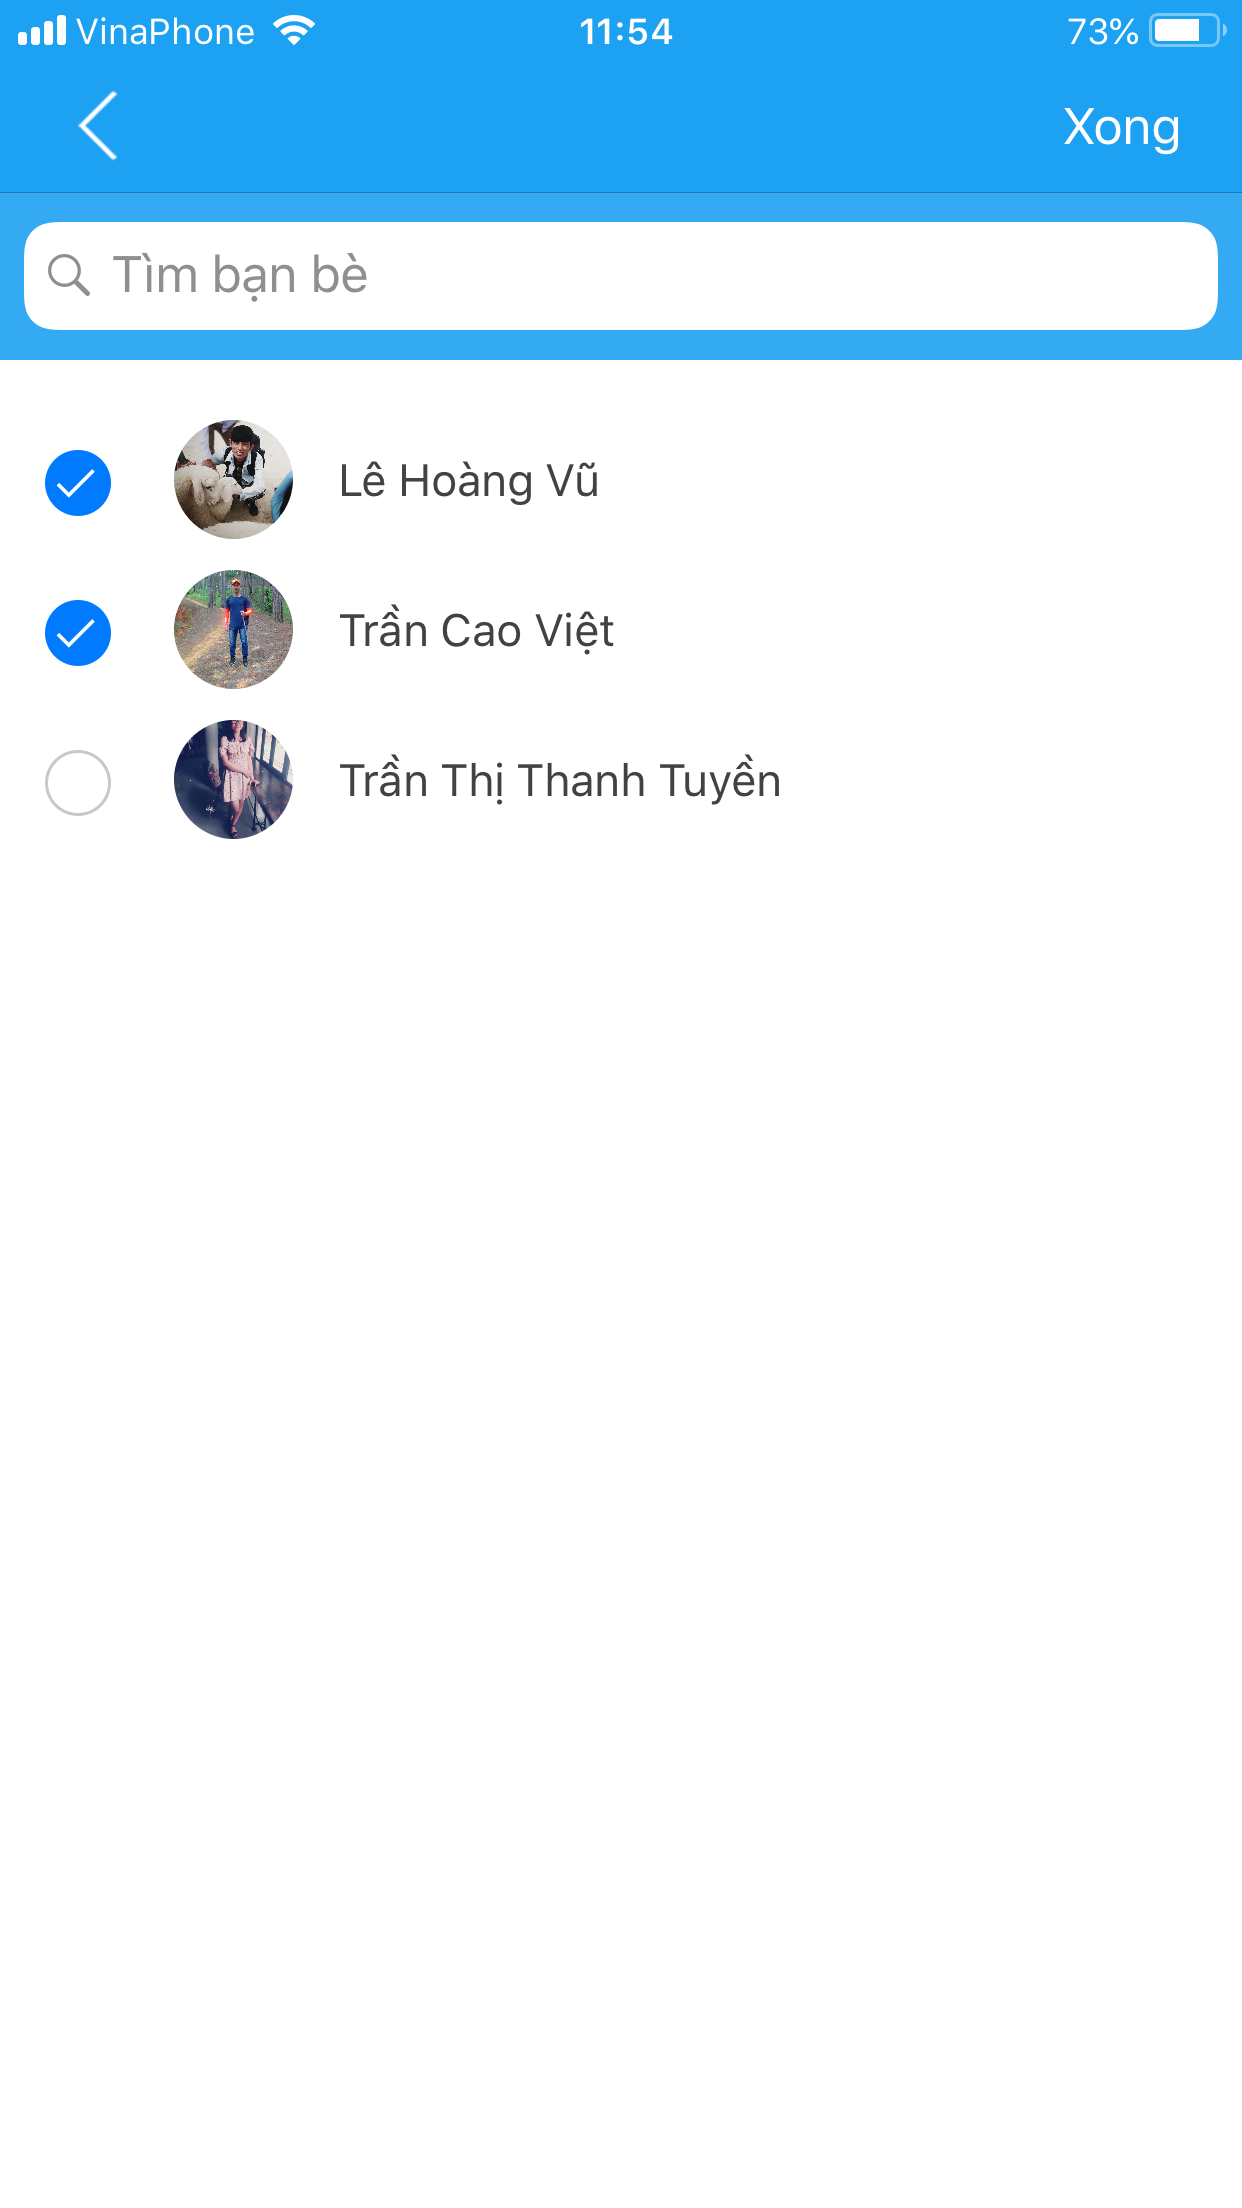 VinaPhone 11:54 73%
Xong
Tìm bạn bè
Lê Hoàng Vũ
Trần Cao Việt
Trần Thị Thanh Tuyền